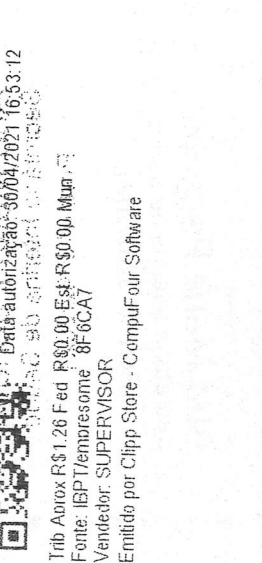 Data autorização: 30/04/2021 16:53:12
Trib Aprox R$1.26 Fed R$0.00 Est R$0.00 Mun
Fonte: IBPT/empresome 8F6CA7
Vendedor: SUPERVISOR
Emitido por Clipp Store - CompuFour Software